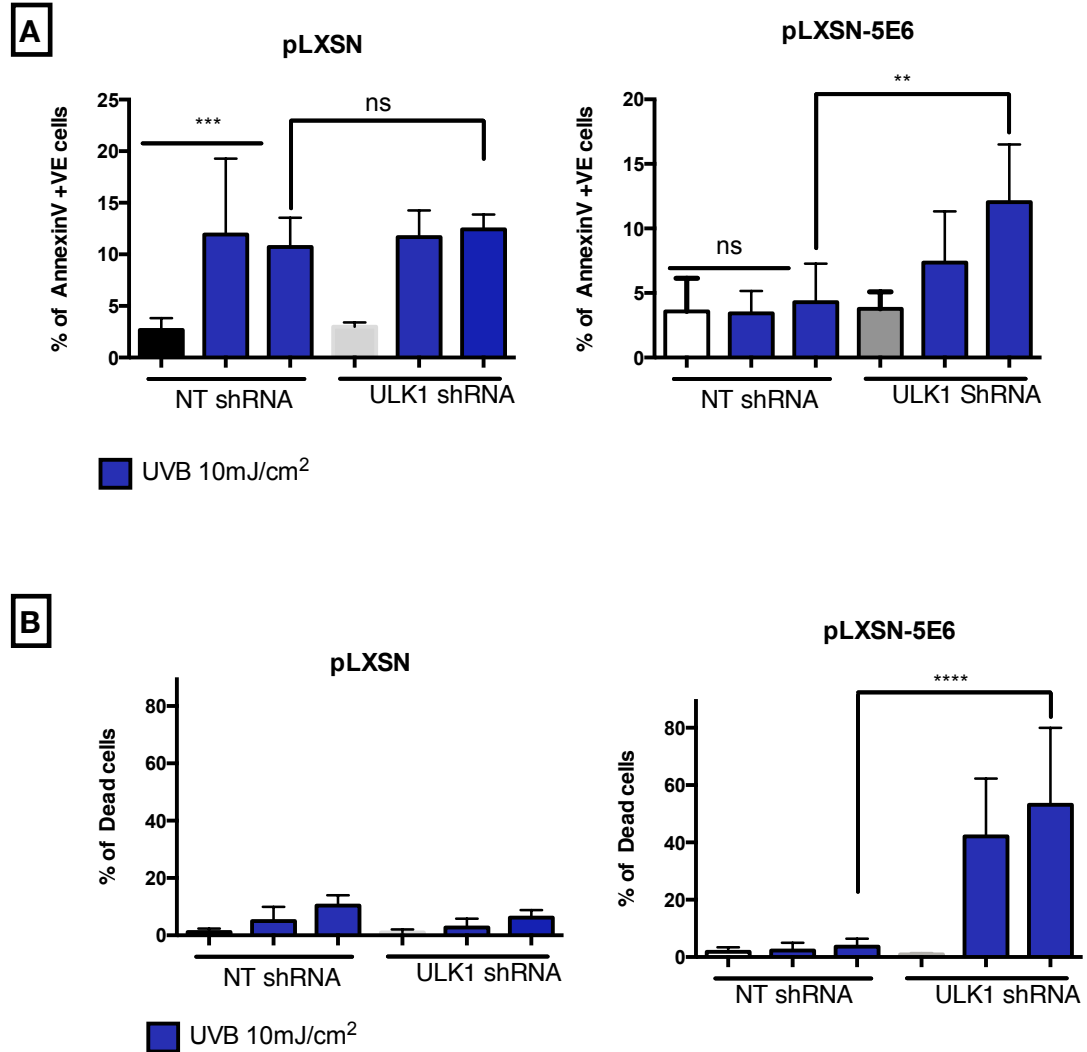 A
pLXSN
% of AnnexinV +VE cells
25
20
15
10
5
0
***
ns
NT shRNA
ULK1 shRNA
pLXSN-5E6
% of AnnexinV +VE cells
20
15
10
5
0
ns
**
NT shRNA
ULK1 ShRNA
UVB 10mJ/cm²
B
pLXSN
% of Dead cells
80
60
40
20
0
NT shRNA
ULK1 shRNA
pLXSN-5E6
% of Dead cells
80
60
40
20
0
****
NT shRNA
ULK1 shRNA
UVB 10mJ/cm²